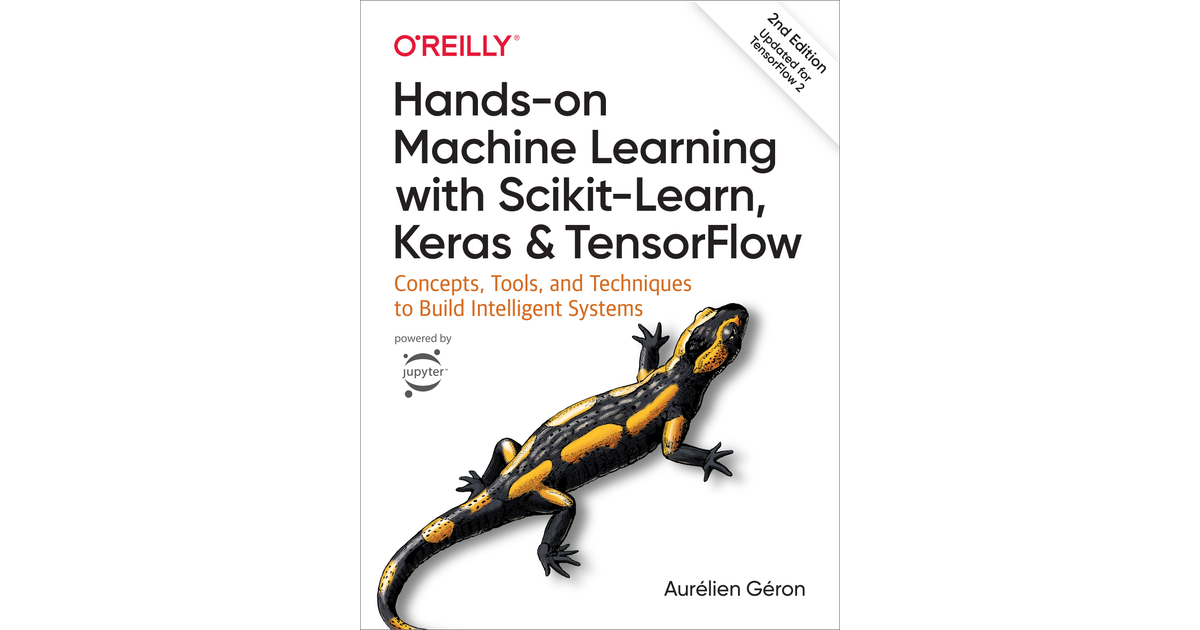 O'REILLY®
2nd Edition
Updated for
TensorFlow 2
Hands-on
Machine Learning
with Scikit-Learn,
Keras & TensorFlow
Concepts, Tools, and Techniques
to Build Intelligent Systems
powered by
jupyter™
Aurélien Géron